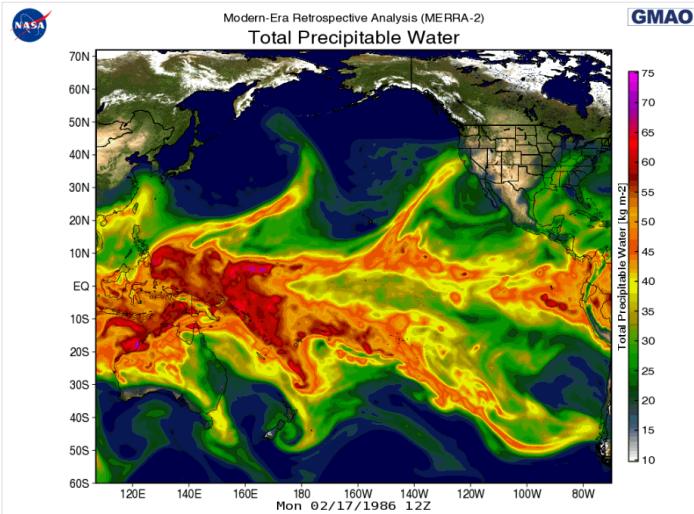 NASA
Modern-Era Retrospective Analysis (MERRA-2)
GMAO
Total Precipitable Water
70N
60N
50N
40N
30N
20N
10N
EQ
10S
20S
30S
40S
50S
60S
120E 140E 160E 180 160W 140W 120W 100W 80W
Mon 02/17/1986 12Z
75
70
65
60
55
50
45
40
35
30
25
20
15
10
Total Precipitable Water [kg m-2]